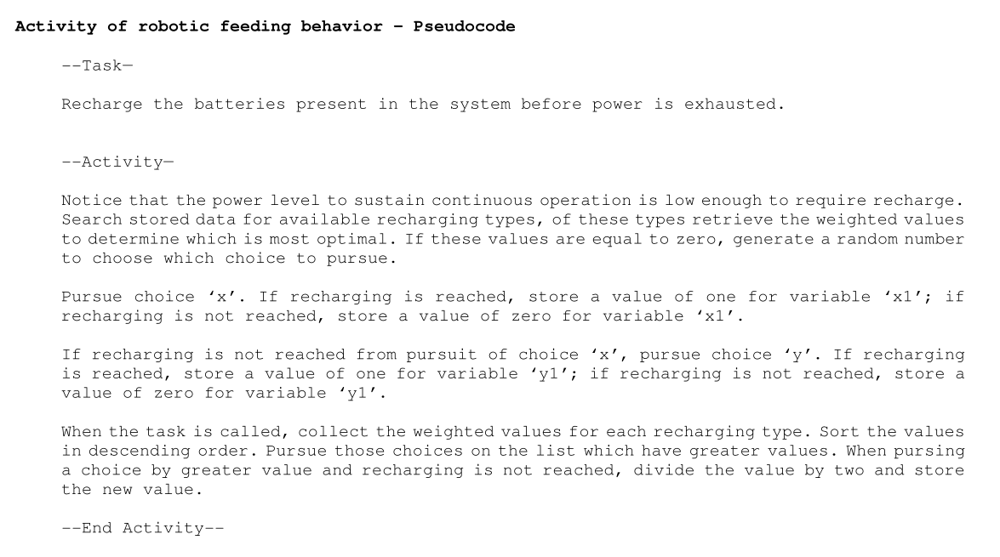 Activity of robotic feeding behavior – Pseudocode
--Task—
Recharge the batteries present in the system before power is exhausted.
--Activity—
Notice that the power level to sustain continuous operation is low enough to require recharge.
Search stored data for available recharging types, of these types retrieve the weighted values
to determine which is most optimal. If these values are equal to zero, generate a random number
to choose which choice to pursue.
Pursue choice ‘x’. If recharging is reached, store a value of one for variable ‘x1’; if
recharging is not reached, store a value of zero for variable ‘x1’.
If recharging is not reached from pursuit of choice ‘x’, pursue choice ‘y’. If recharging
is reached, store a value of one for variable ‘y1’; if recharging is not reached, store a
value of zero for variable ‘y1’.
When the task is called, collect the weighted values for each recharging type. Sort the values
in descending order. Pursue those choices on the list which have greater values. When pursing
a choice by greater value and recharging is not reached, divide the value by two and store
the new value.
--End Activity--